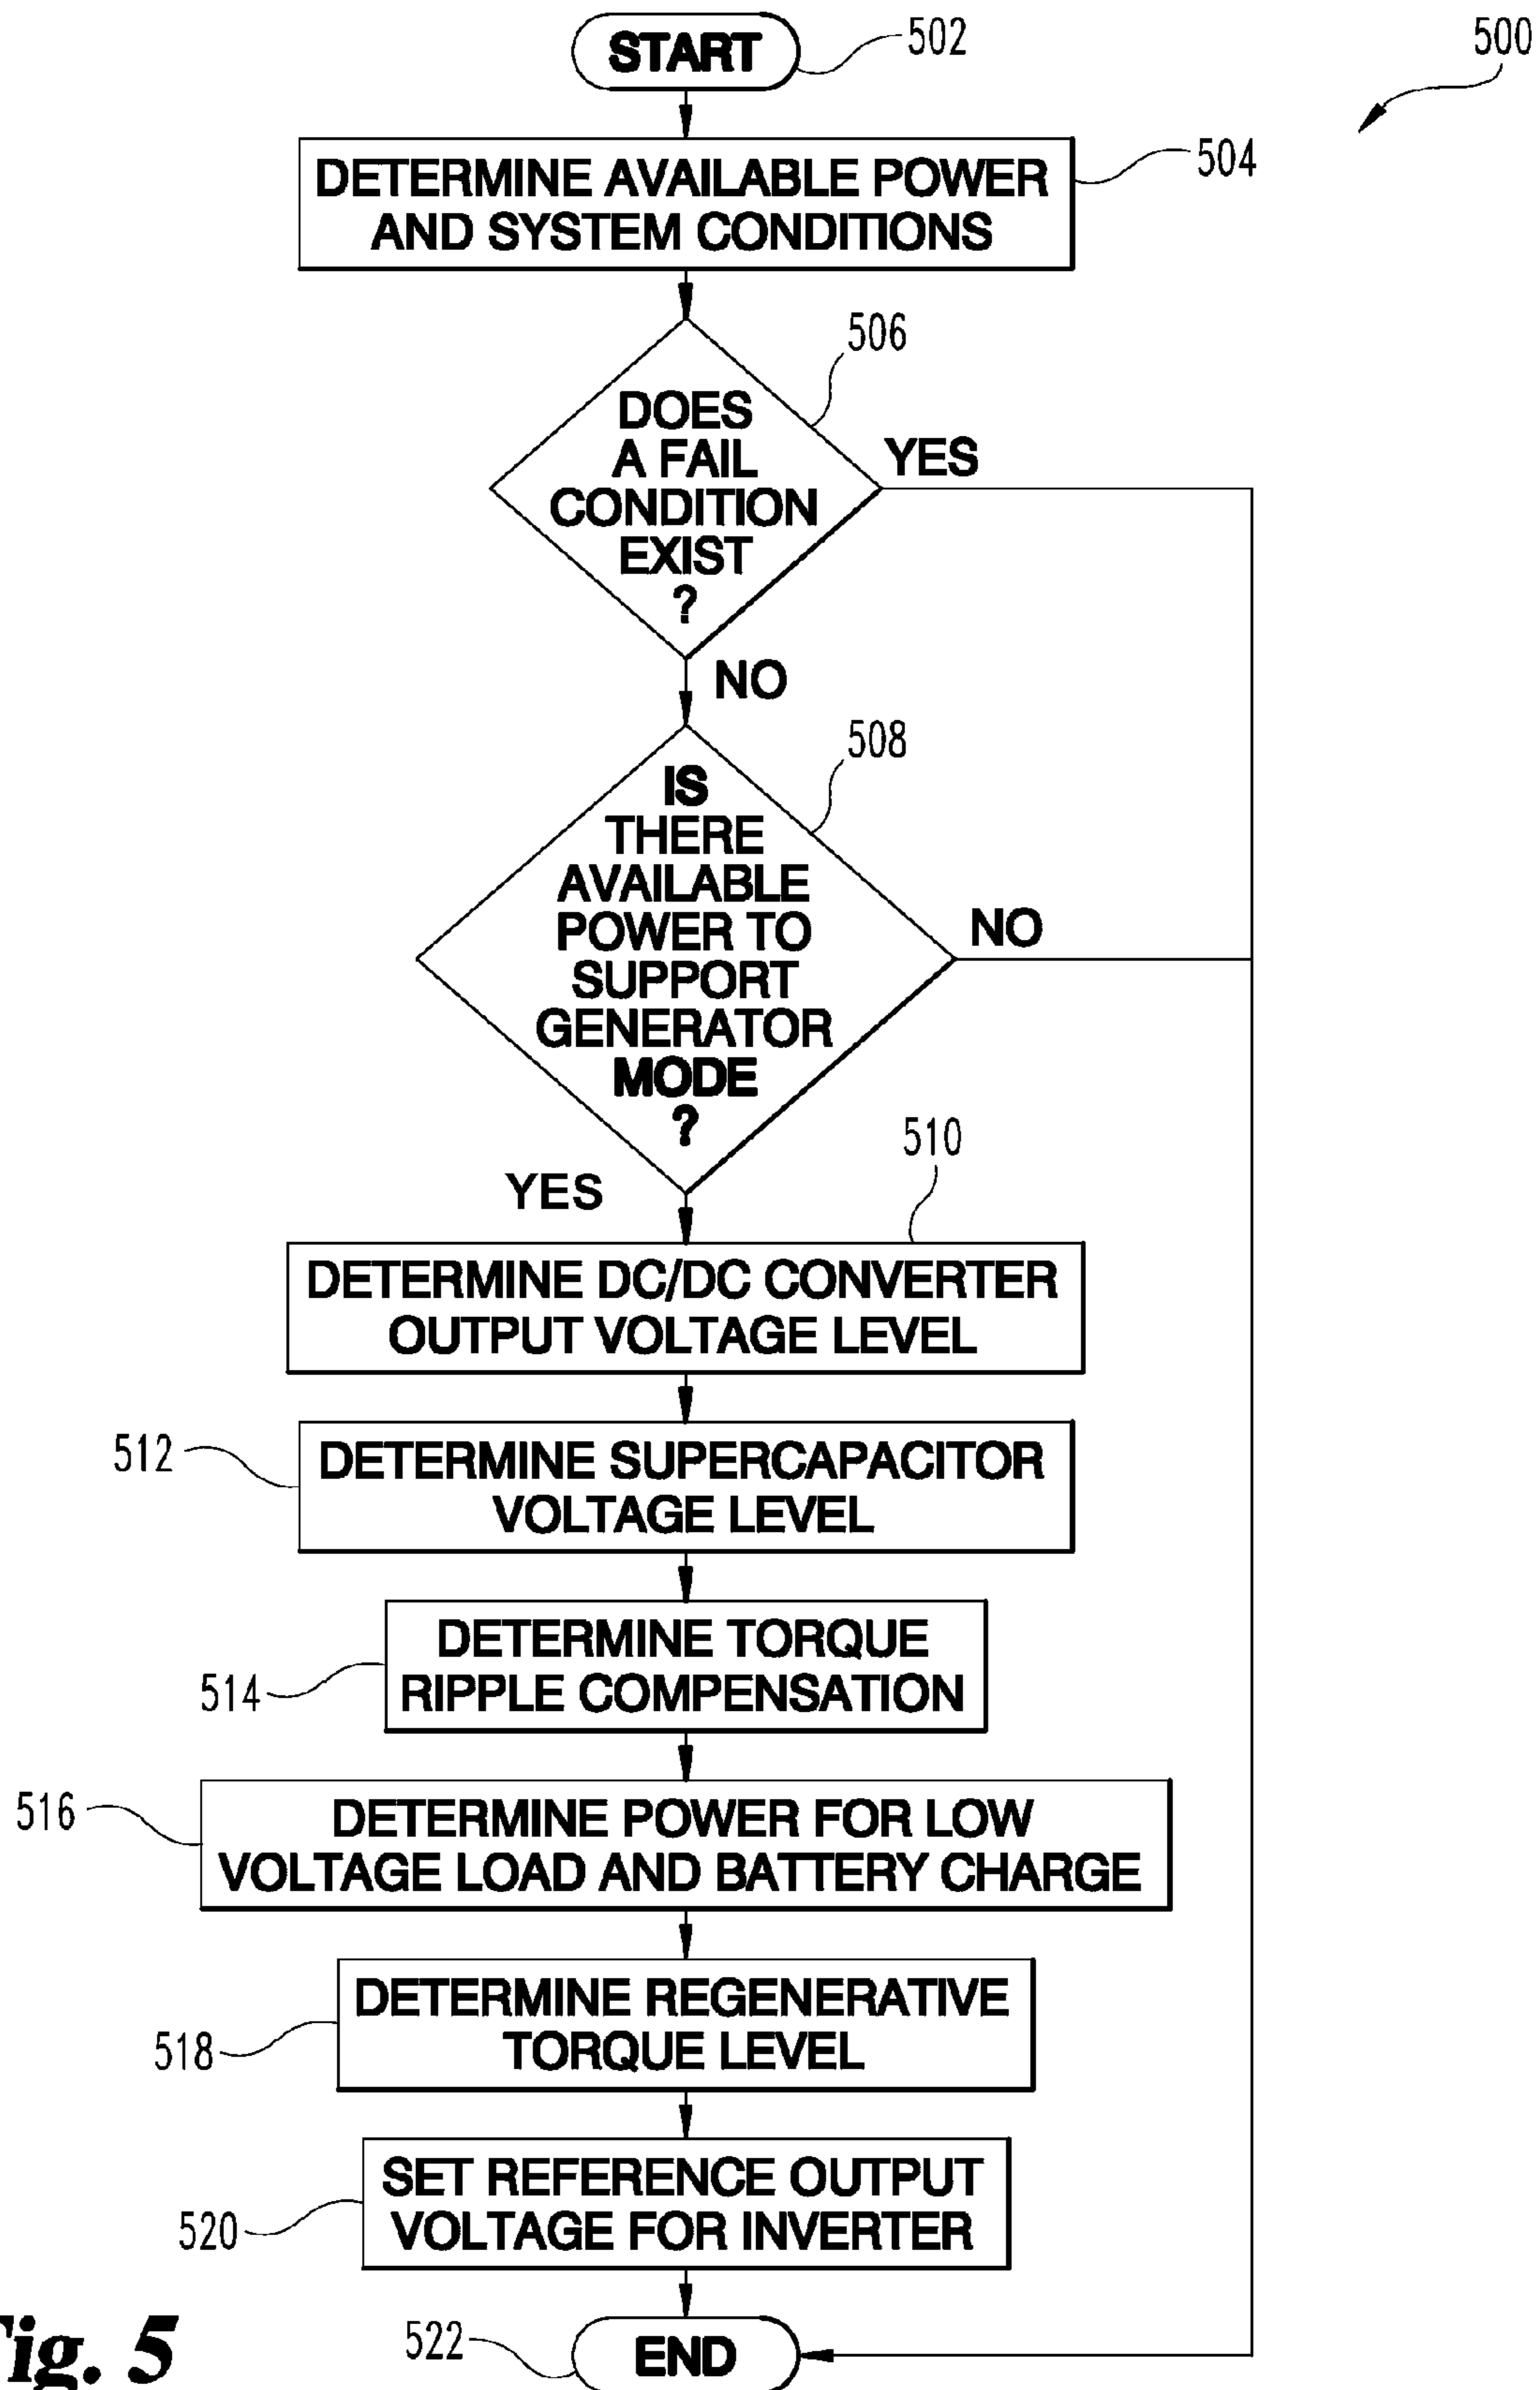 START
502
500
DETERMINE AVAILABLE POWER
AND SYSTEM CONDITIONS
504
506
DOES
A FAIL
CONDITION
EXIST
?
YES
NO
508
IS
THERE
AVAILABLE
POWER TO
SUPPORT
GENERATOR
MODE
?
NO
YES
510
DETERMINE DC/DC CONVERTER
OUTPUT VOLTAGE LEVEL
512
DETERMINE SUPERCAPACITOR
VOLTAGE LEVEL
514
DETERMINE TORQUE
RIPPLE COMPENSATION
516
DETERMINE POWER FOR LOW
VOLTAGE LOAD AND BATTERY CHARGE
518
DETERMINE REGENERATIVE
TORQUE LEVEL
520
SET REFERENCE OUTPUT
VOLTAGE FOR INVERTER
522
END
Fig. 5